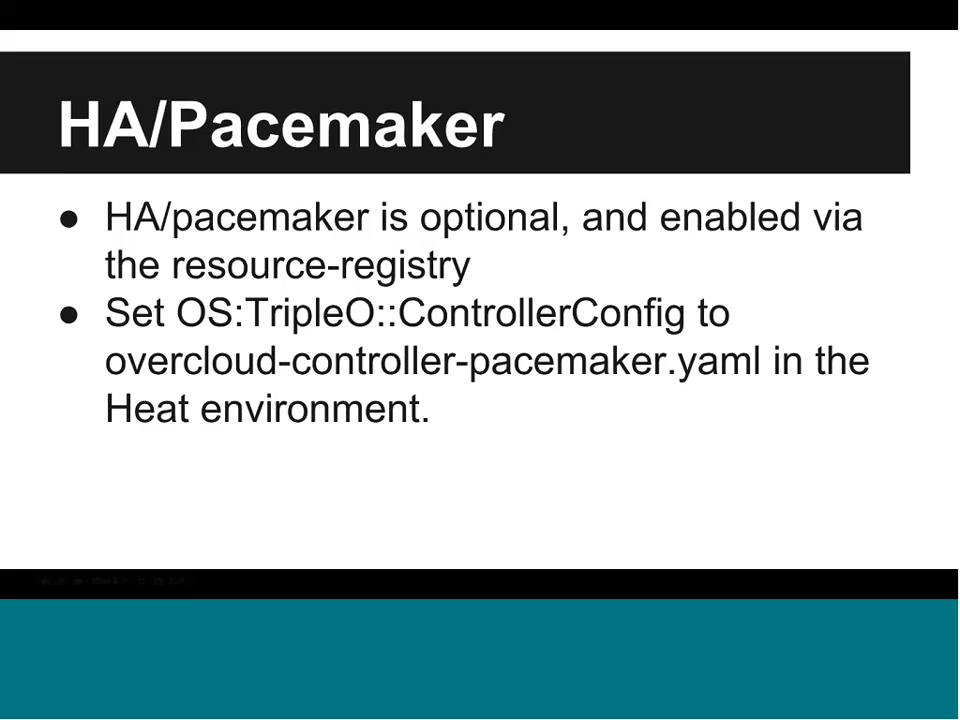 HA/Pacemaker
● HA/pacemaker is optional, and enabled via
the resource-registry
● Set OS:TripleO::ControllerConfig to
overcloud-controller-pacemaker.yaml in the
Heat environment.